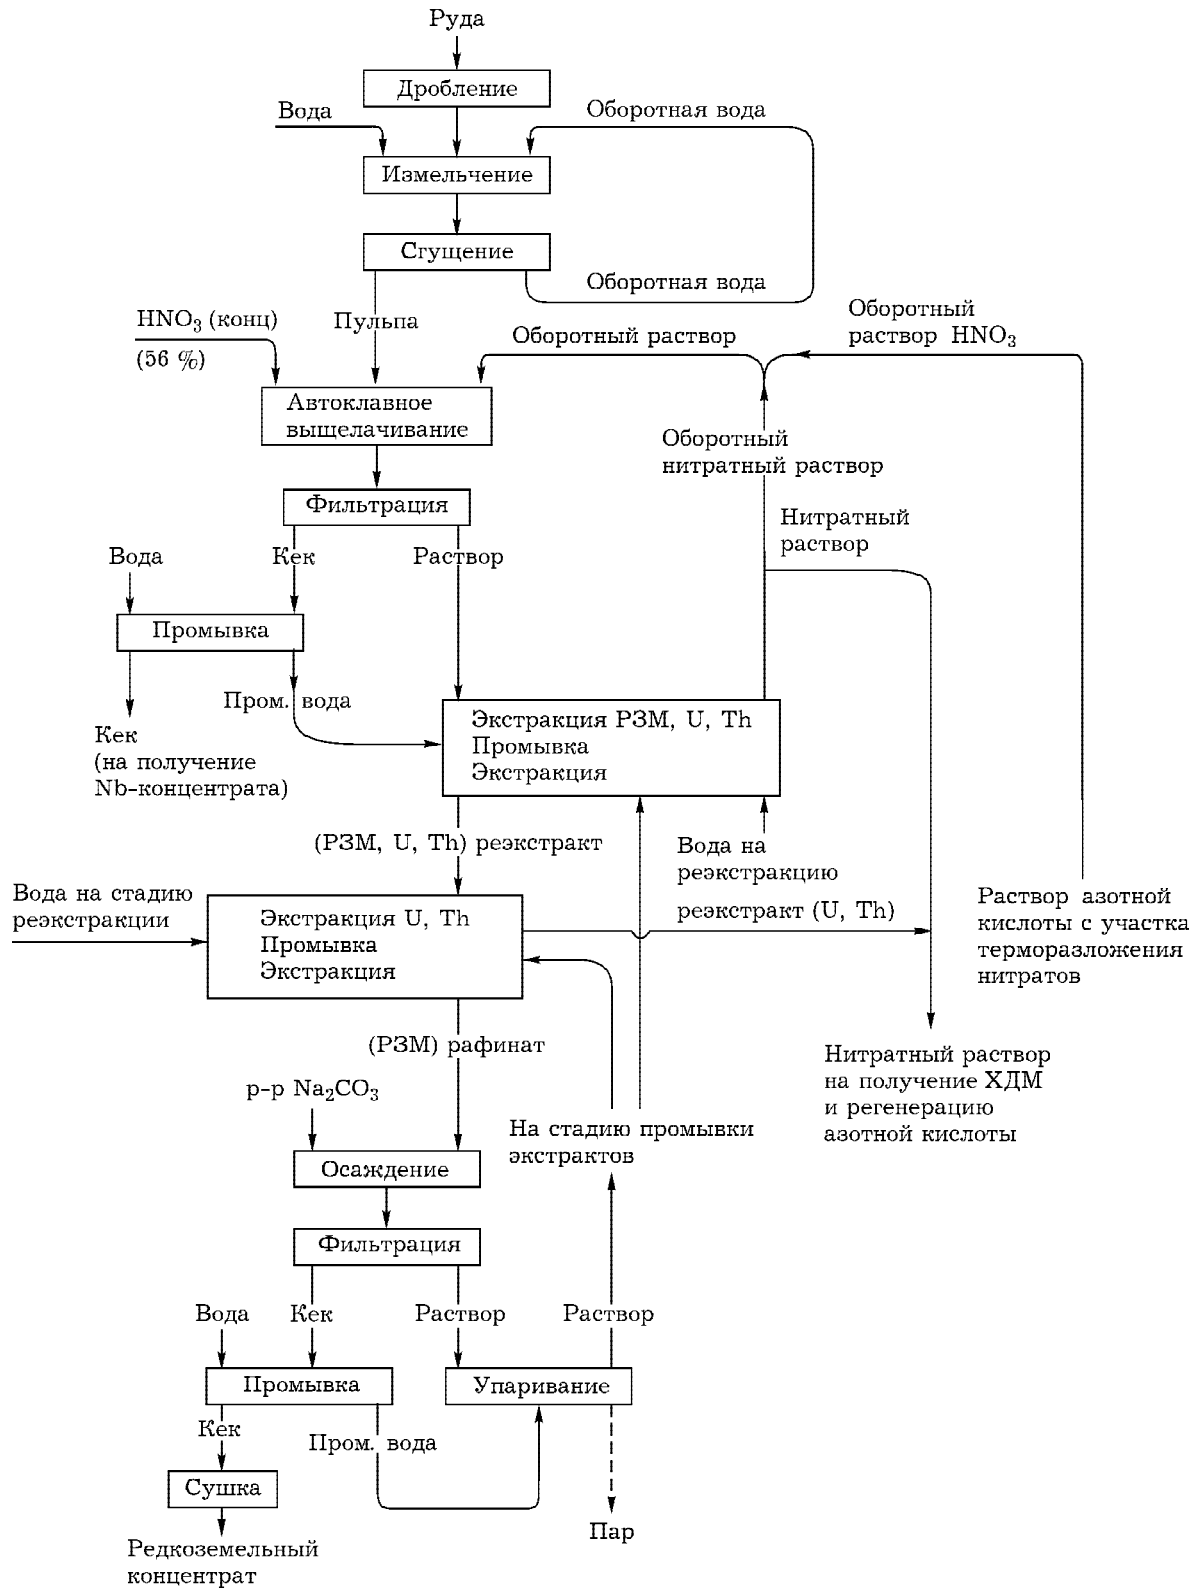 Руда
Дробление
Вода
Оборотная вода
Измельчение
Сгущение
Оборотная вода
HNO₃ (конц)
(56 %)
Пульпа
Оборотный раствор
Оборотный
раствор HNO₃
Автоклавное
выщелачивание
Оборотный
нитратный раствор
Фильтрация
Нитратный
раствор
Вода
Кек
Раствор
Промывка
Пром. вода
Кек
(на получение
Nb-концентрата)
Экстракция РЗМ, U, Th
Промывка
Экстракция
(РЗМ, U, Th) реэкстракт
Вода на
реэкстракцию
Вода на стадию
реэкстракции
Экстракция U, Th
Промывка
Экстракция
реэкстракт (U, Th)
Раствор азотной
кислоты с участка
терморазложения
нитратов
(РЗМ) рафинат
Нитратный раствор
на получение ХДМ
и регенерацию
азотной кислоты
р-р Na₂CO₃
На стадию промывки
экстрактов
Осаждение
Фильтрация
Вода
Кек
Раствор
Раствор
Промывка
Упаривание
Кек
Пром. вода
Сушка
Пар
Редкоземельный
концентрат